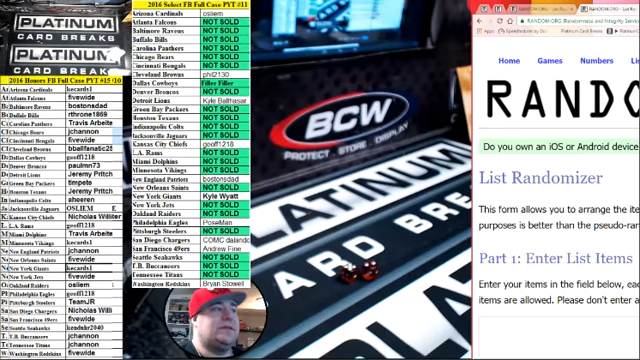 PLATINUM
CARD BREAKS
PLATINUM
CARD BREAK
2016 Honors FB Full Case PYT #15 /10
Arizona Cardinals kecards1
Atlanta Falcons fivewide
Baltimore Ravens bostonsdad
Buffalo Bills rthrone1869
Carolina Panthers Travis Arbeite
Chicago Bears jchannon
Cincinnati Bengals fivewide
Cleveland Browns bballfanatic25
Dallas Cowboys geoff1218
Denver Broncos paulmn73
Detroit Lions Jeremy Pritch
Green Bay Packers timpete
Houston Texans Jeremy Pritch
Indianapolis Colts aheeren
Jacksonville Jaguars OSLIEM E
Kansas City Chiefs Nicholas Williter
L.A. Rams geoff1218
Miami Dolphins Travis Arbeite
Minnesota Vikings fivewide
New England Patriots jchannon
New Orleans Saints fivewide
New York Giants kecards1
New York Jets fivewide
Oakland Raiders osliem
Philadelphia Eagles geoff1218
Pittsburgh Steelers TeamJR
San Diego Chargers Nicholas Willi
San Francisco 49ers fivewide
Seattle Seahawks kenduhr2040
T.B. Buccaneers jchannon
Tennessee Titans jchannon
Washington Redskins fivewide
2016 Select FB Full Case PYT #11
Arizona Cardinals osliem
Atlanta Falcons NOT SOLD
Baltimore Ravens NOT SOLD
Buffalo Bills NOT SOLD
Carolina Panthers NOT SOLD
Chicago Bears NOT SOLD
Cincinnati Bengals NOT SOLD
Cleveland Browns phil2130
Dallas Cowboys Filler Filler
Denver Broncos NOT SOLD
Detroit Lions Kyle Balthasar
Green Bay Packers NOT SOLD
Houston Texans NOT SOLD
Indianapolis Colts NOT SOLD
Jacksonville Jaguars NOT SOLD
Kansas City Chiefs geoff1218
L.A. Rams NOT SOLD
Miami Dolphins NOT SOLD
Minnesota Vikings NOT SOLD
New England Patriots bostonsdad
New Orleans Saints NOT SOLD
New York Giants Kyle Wyatt
New York Jets NOT SOLD
Oakland Raiders NOT SOLD
Philadelphia Eagles PoseMan
Pittsburgh Steelers NOT SOLD
San Diego Chargers COMC daland
San Francisco 49ers Andrew Fine
Seattle Seahawks NOT SOLD
T.B. Buccaneers NOT SOLD
Tennessee Titans NOT SOLD
Washington Redskins Bryan Stowell
BCW
PROTECT . STORE . DISPLAY
PLATINUM
ARD BRE
Home Games Numbers Li
RANDO
Do you own an iOS or Android device
List Randomizer
This form allows you to arrange the ite
purposes is better than the pseudo-ra
Part 1: Enter List Items
Enter your items in the field below, ea
items are allowed. Please don't enter a